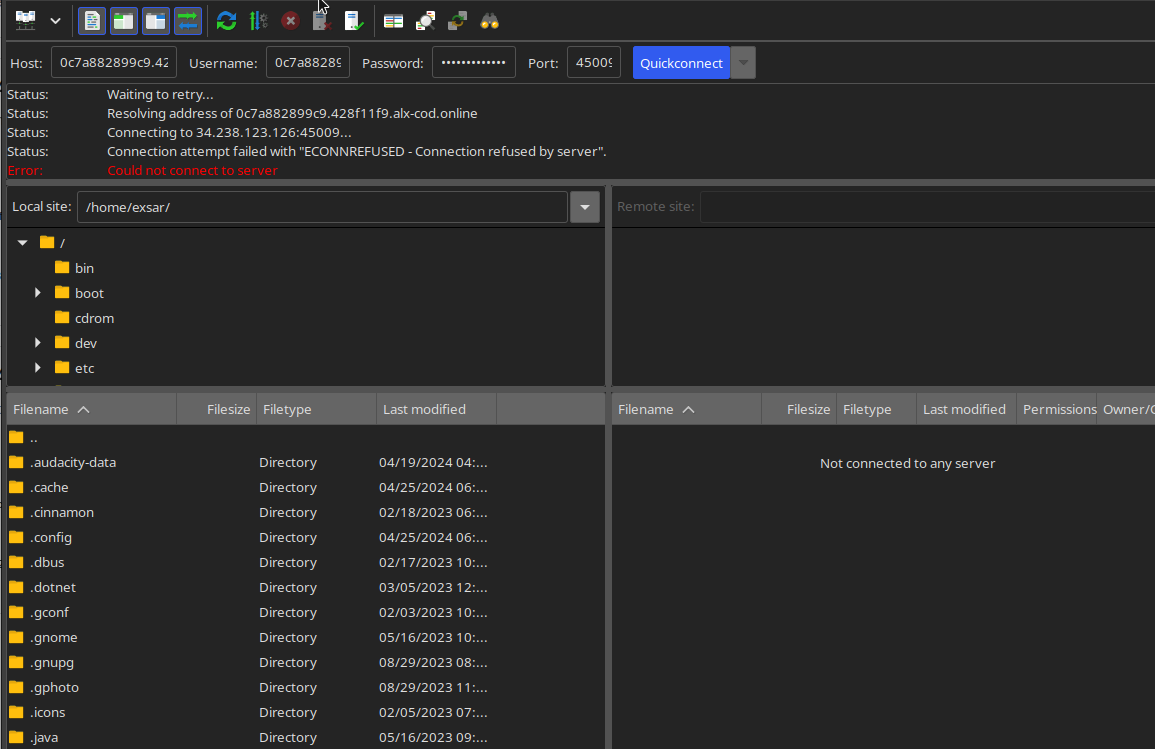 Host: 0c7a882899c9.42 Username: 0c7a88289 Password: ••••••••••••• Port: 45009 Quickconnect
Status: Waiting to retry...
Status: Resolving address of 0c7a882899c9.428f11f9.alx-cod.online
Status: Connecting to 34.238.123.126:45009...
Status: Connection attempt failed with "ECONNREFUSED - Connection refused by server".
Error: Could not connect to server
Local site: /home/exsar/
Remote site:
/
bin
boot
cdrom
dev
etc
Filename Filesize Filetype Last modified
..
.audacity-data Directory 04/19/2024 04:...
.cache Directory 04/25/2024 06:...
.cinnamon Directory 02/18/2023 06:...
.config Directory 04/25/2024 06:...
.dbus Directory 02/17/2023 10:...
.dotnet Directory 03/05/2023 12:...
.gconf Directory 02/03/2023 10:...
.gnome Directory 05/16/2023 10:...
.gnupg Directory 08/29/2023 08:...
.gphoto Directory 08/29/2023 11:...
.icons Directory 02/05/2023 07:...
.java Directory 05/16/2023 09:...
Filename Filesize Filetype Last modified Permissions Owner/G
Not connected to any server